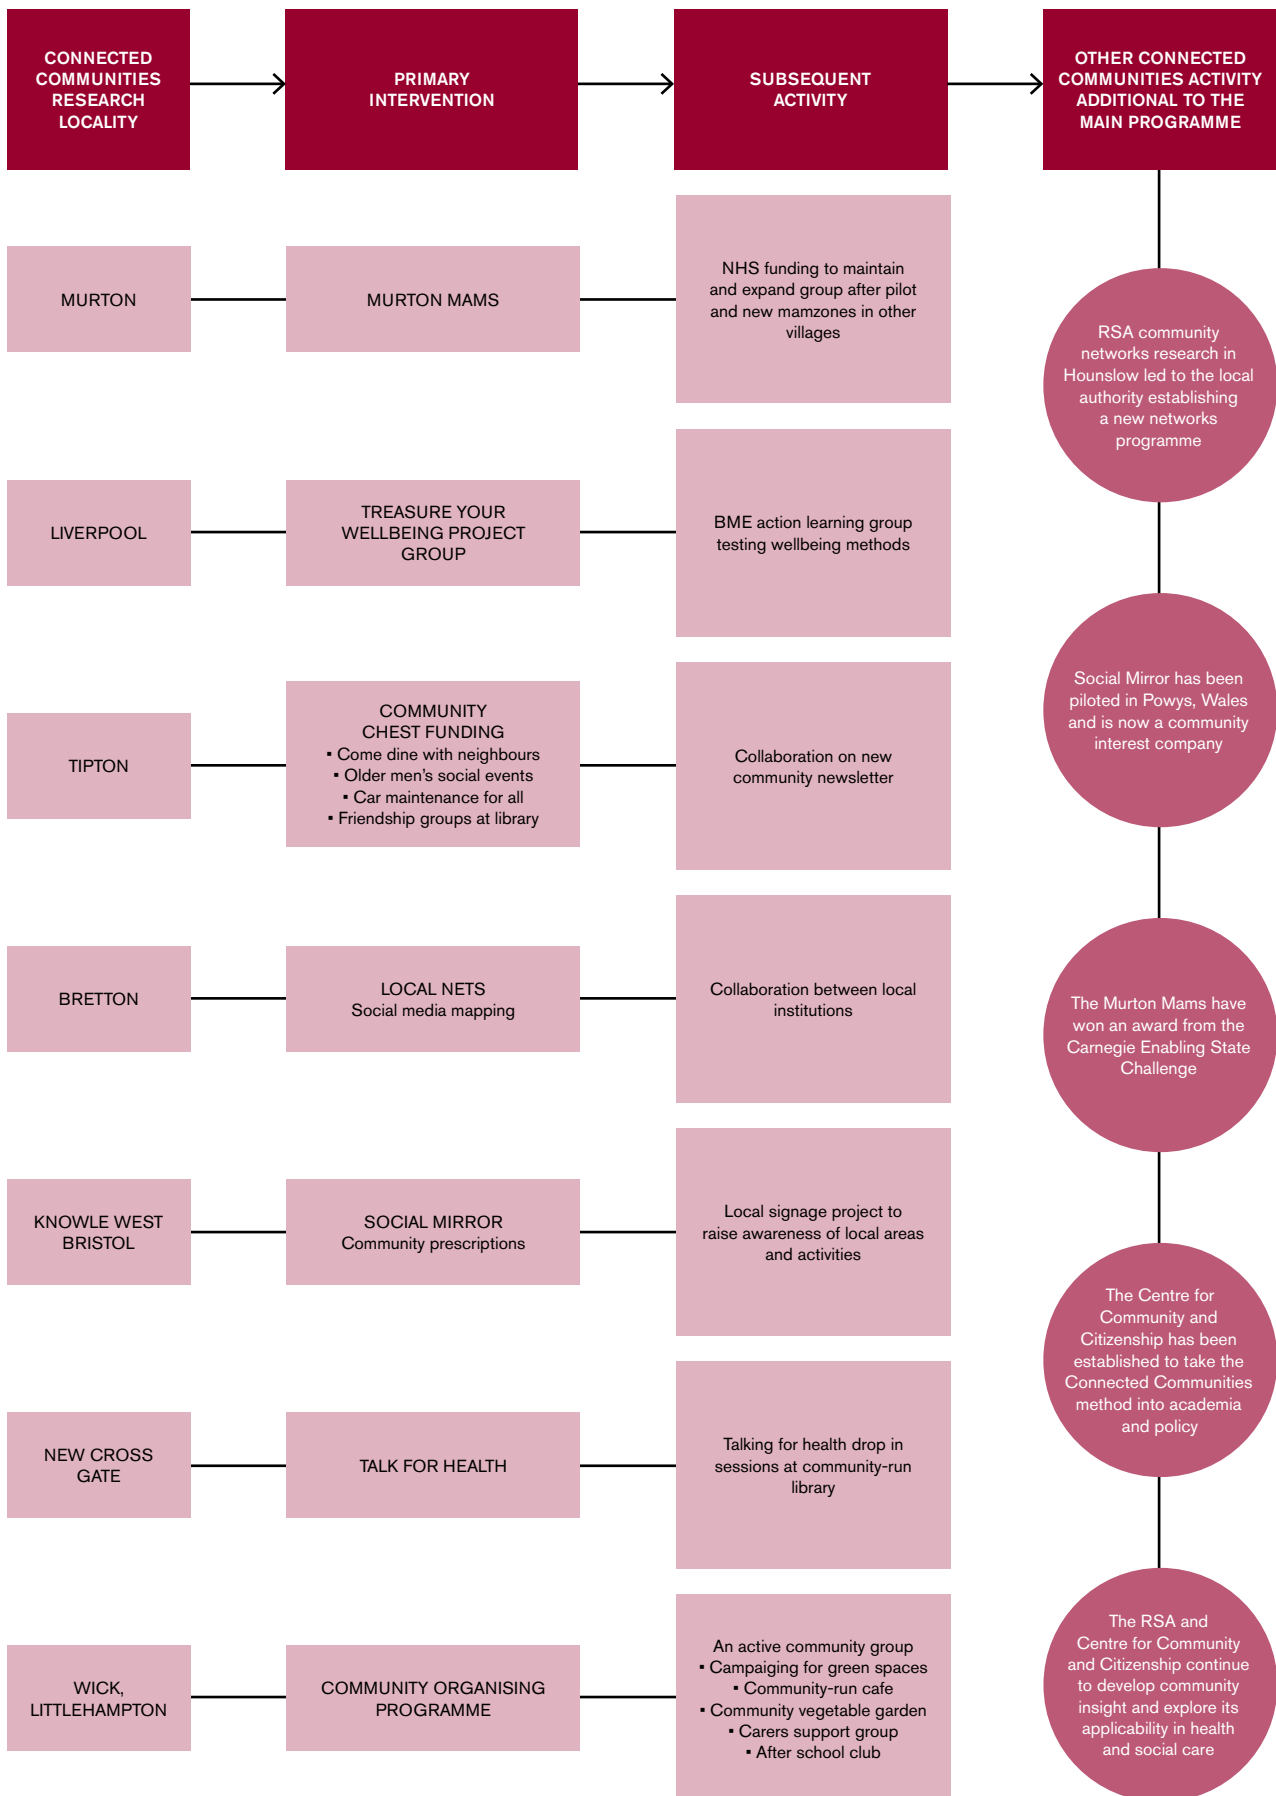 CONNECTED
COMMUNITIES
RESEARCH
LOCALITY
PRIMARY
INTERVENTION
SUBSEQUENT
ACTIVITY
OTHER CONNECTED
COMMUNITIES ACTIVITY
ADDITIONAL TO THE
MAIN PROGRAMME
MURTON
MURTON MAMS
NHS funding to maintain
and expand group after pilot
and new mamzones in other
villages
LIVERPOOL
TREASURE YOUR
WELLBEING PROJECT
GROUP
BME action learning group
testing wellbeing methods
TIPTON
COMMUNITY
CHEST FUNDING
▪ Come dine with neighbours
▪ Older men's social events
▪ Car maintenance for all
▪ Friendship groups at library
Collaboration on new
community newsletter
BRETTON
LOCAL NETS
Social media mapping
Collaboration between local
institutions
KNOWLE WEST
BRISTOL
SOCIAL MIRROR
Community prescriptions
Local signage project to
raise awareness of local areas
and activities
NEW CROSS
GATE
TALK FOR HEALTH
Talking for health drop in
sessions at community-run
library
WICK,
LITTLEHAMPTON
COMMUNITY ORGANISING
PROGRAMME
An active community group
▪ Campaiging for green spaces
▪ Community-run cafe
▪ Community vegetable garden
▪ Carers support group
▪ After school club
RSA community
networks research in
Hounslow led to the local
authority establishing
a new networks
programme
Social Mirror has been
piloted in Powys, Wales
and is now a community
interest company
The Murton Mams have
won an award from the
Carnegie Enabling State
Challenge
The Centre for
Community and
Citizenship has been
established to take the
Connected Communities
method into academia
and policy
The RSA and
Centre for Community
and Citizenship continue
to develop community
insight and explore its
applicability in health
and social care